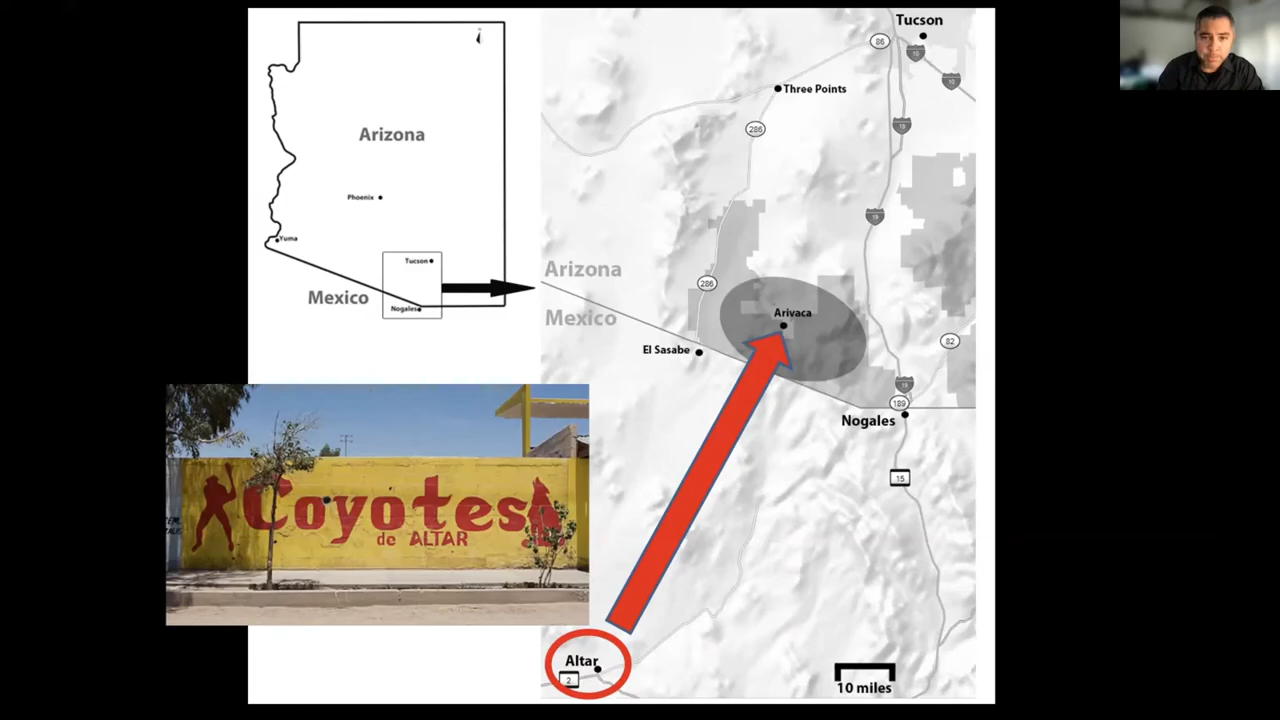 Arizona
Phoenix
Yuma
Tucson
Mexico
Nogales
Tucson
86
10
10
Three Points
286
19
19
Arizona
286
Mexico
Arivaca
El Sasabe
82
19
189
Nogales
15
Coyotes
de ALTAR
Altar
2
10 miles